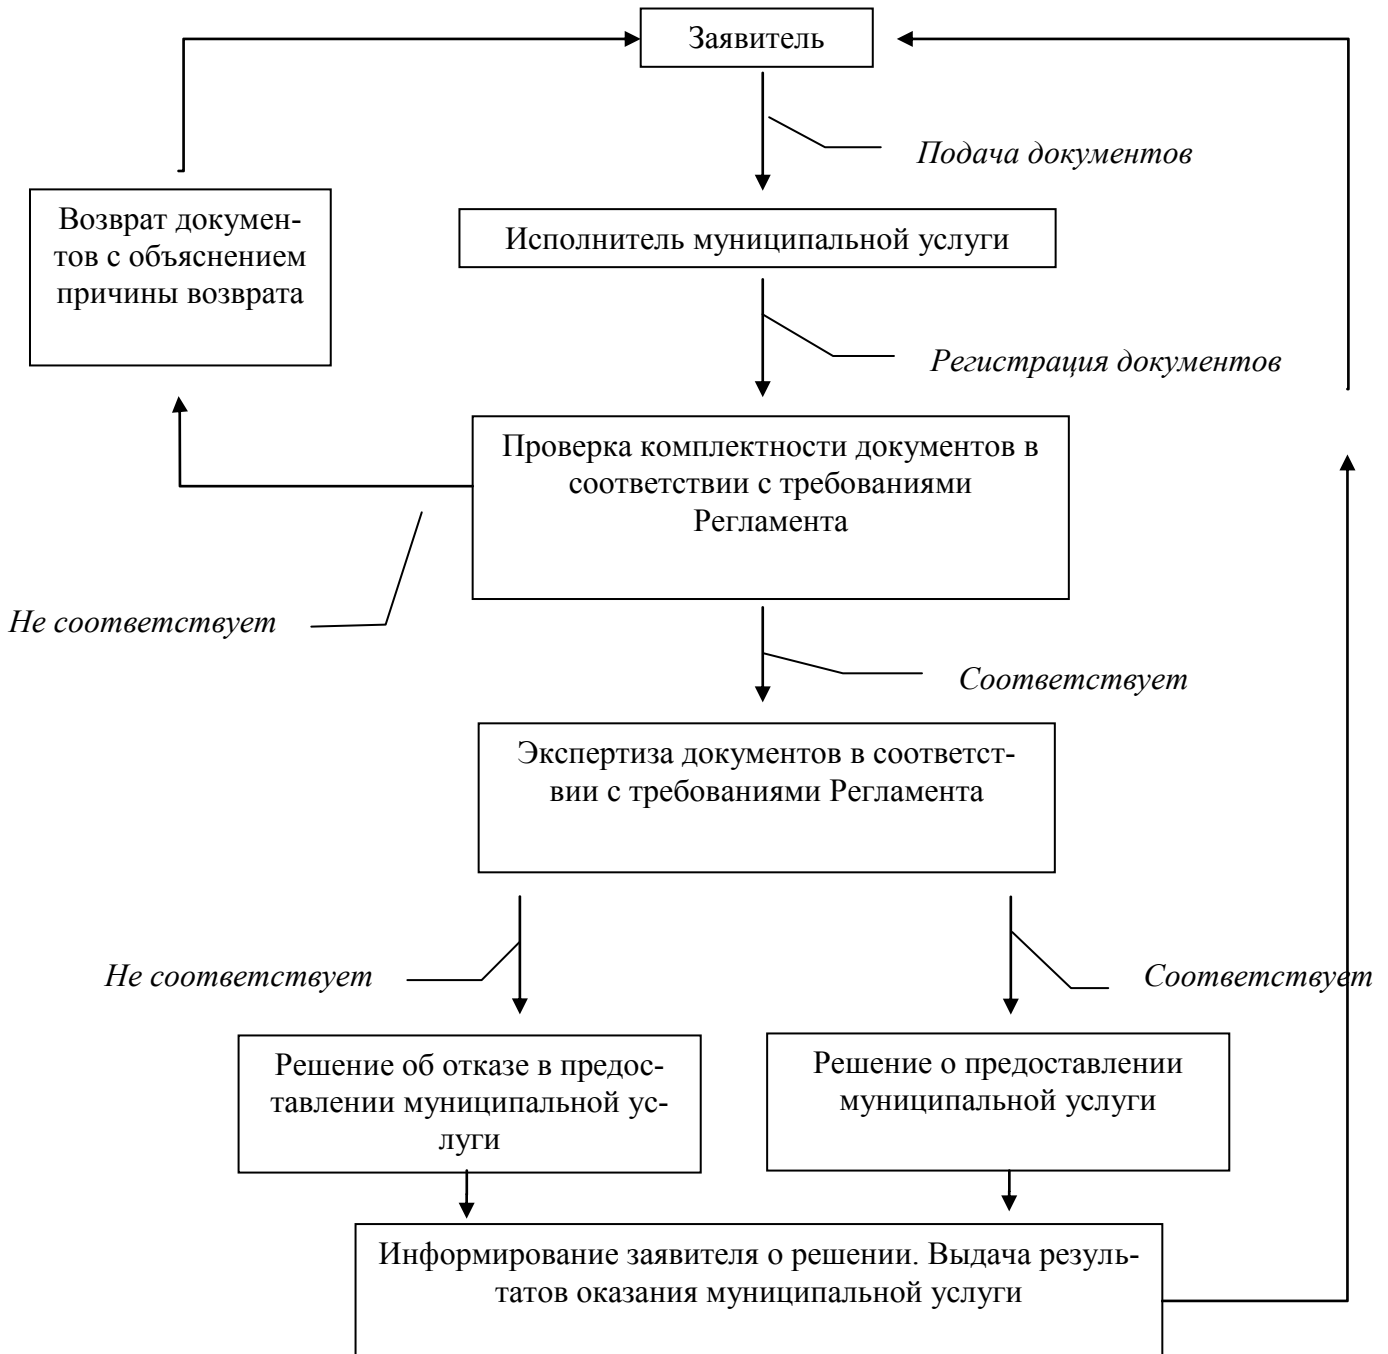 Заявитель
Подача документов
Возврат докумен-
тов с объяснением
причины возврата
Исполнитель муниципальной услуги
Регистрация документов
Проверка комплектности документов в
соответствии с требованиями
Регламента
Не соответствует
Соответствует
Экспертиза документов в соответст-
вии с требованиями Регламента
Не соответствует
Соответствует
Решение об отказе в предос-
тавлении муниципальной ус-
луги
Решение о предоставлении
муниципальной услуги
Информирование заявителя о решении. Выдача резуль-
татов оказания муниципальной услуги